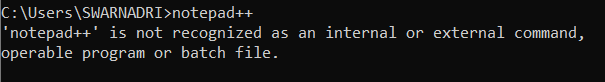 C:\Users\SWARNADRI>notepad++
'notepad++' is not recognized as an internal or external command,
operable program or batch file.